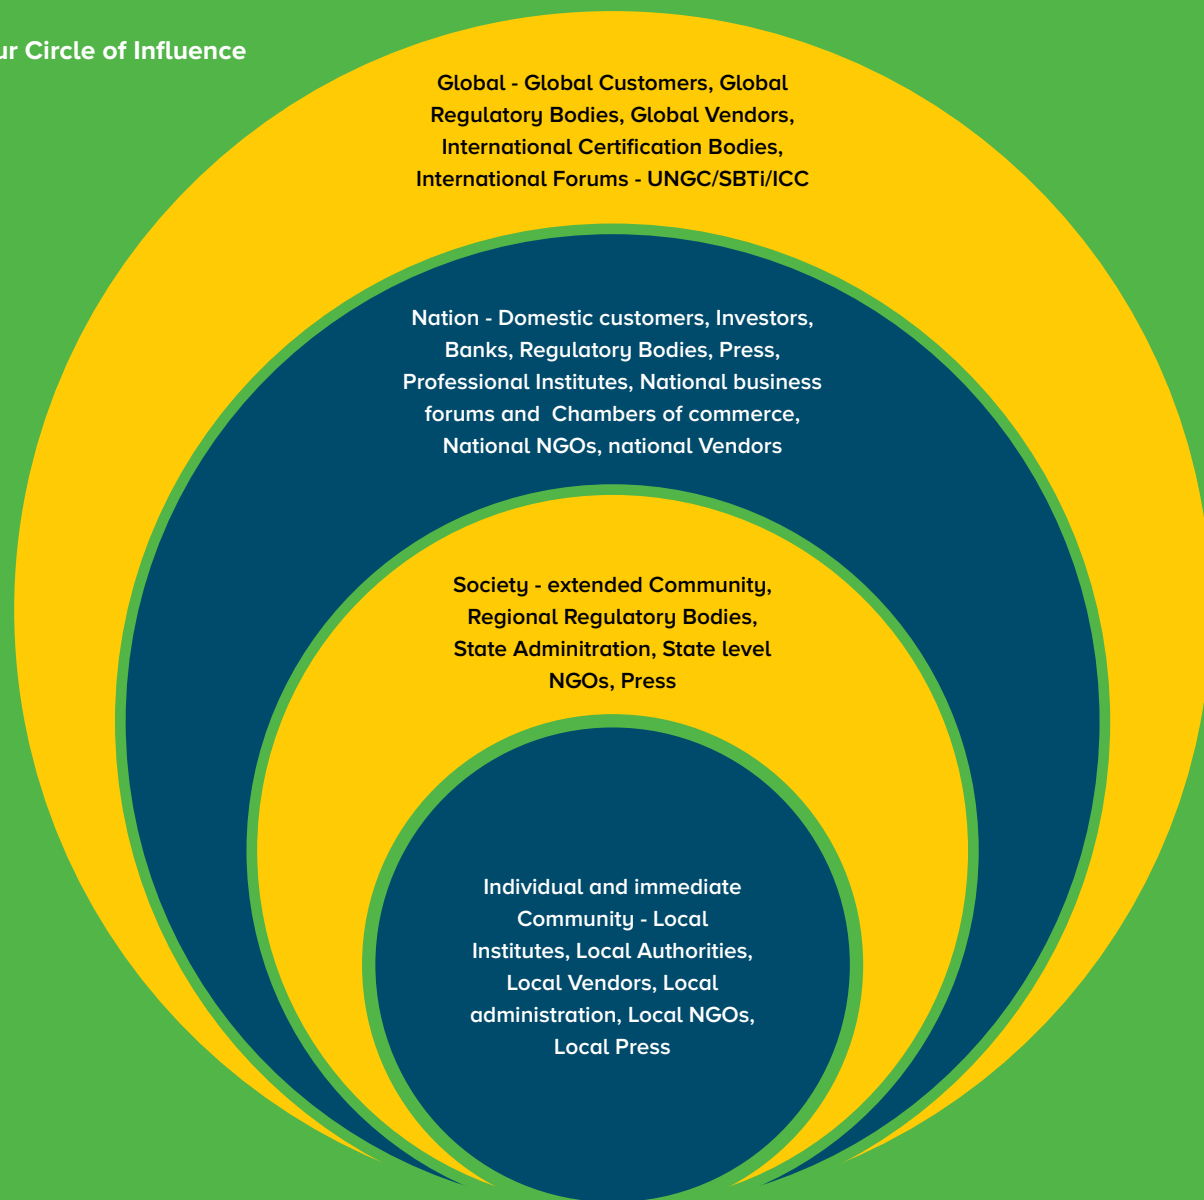 ur Circle of Influence
Global - Global Customers, Global
Regulatory Bodies, Global Vendors,
International Certification Bodies,
International Forums - UNGC/SBTi/ICC
Nation - Domestic customers, Investors,
Banks, Regulatory Bodies, Press,
Professional Institutes, National business
forums and  Chambers of commerce,
National NGOs, national Vendors
Society - extended Community,
Regional Regulatory Bodies,
State Adminitration, State level
NGOs, Press
Individual and immediate
Community - Local
Institutes, Local Authorities,
Local Vendors, Local
administration, Local NGOs,
Local Press